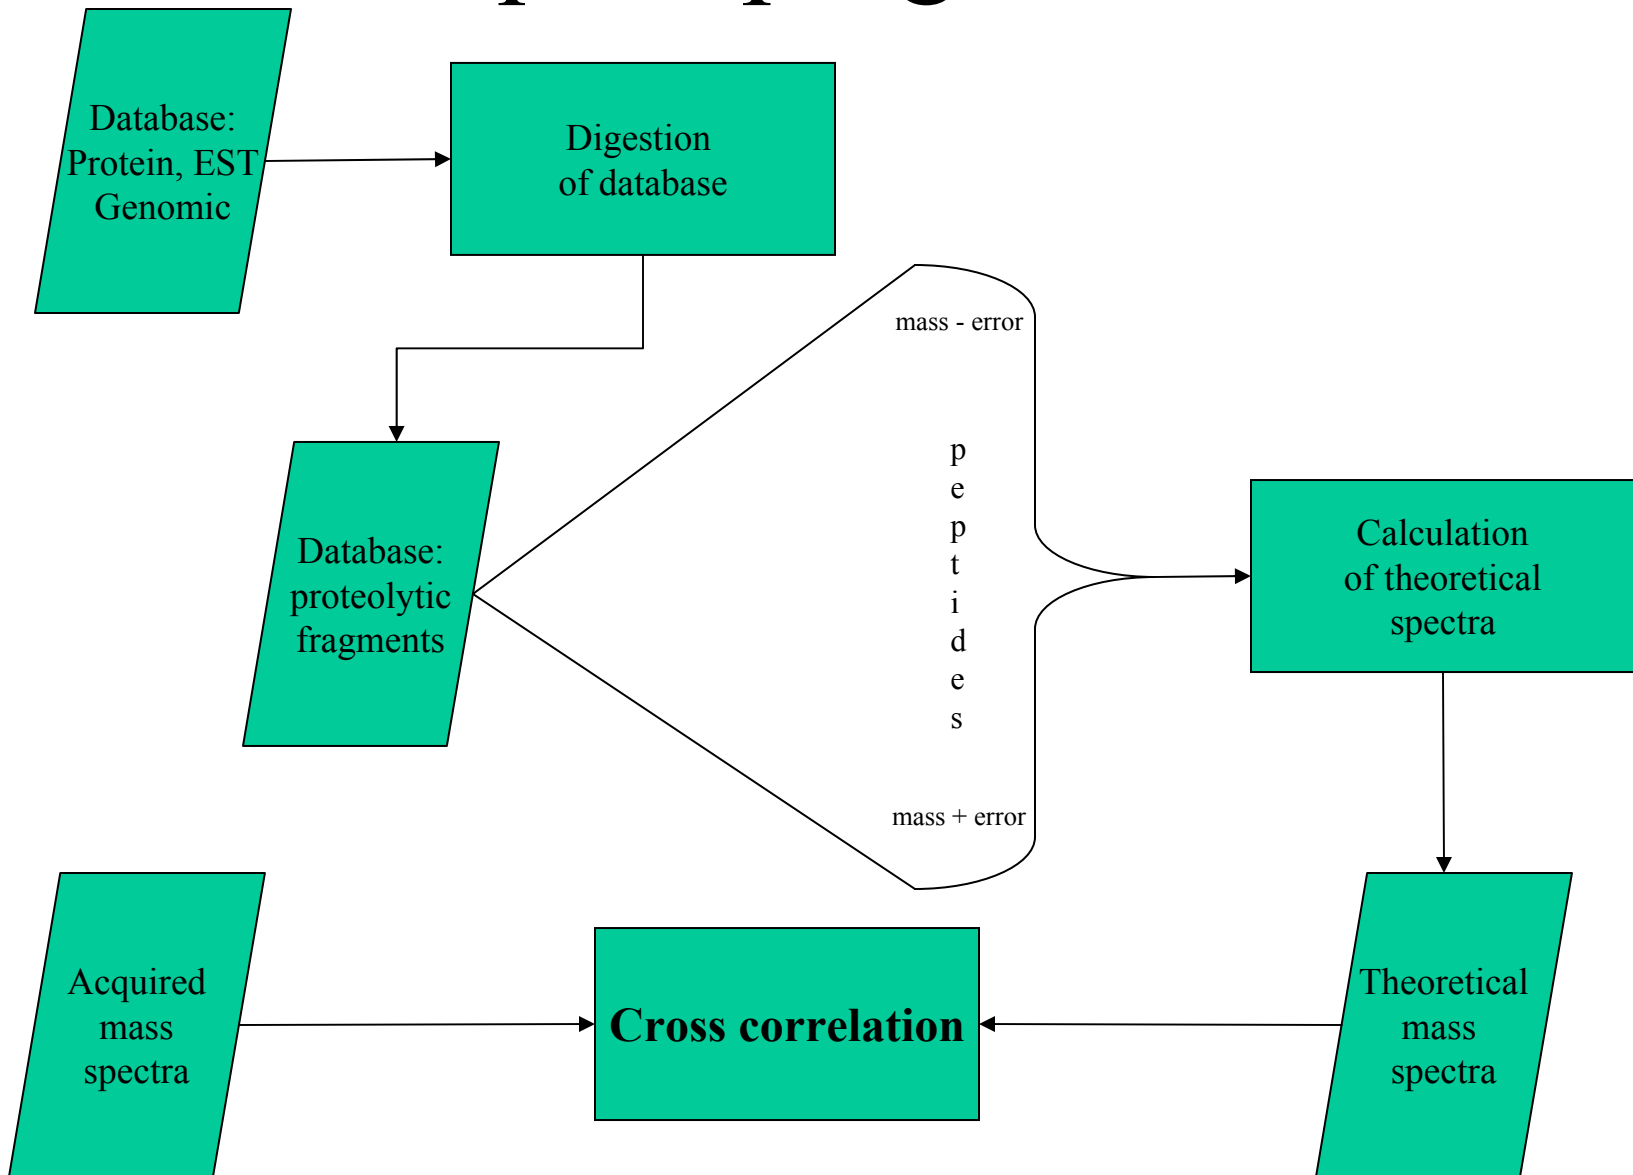 Database:
Protein, EST
Genomic
Digestion
of database
mass - error
p
e
p
t
i
d
e
s
mass + error
Database:
proteolytic
fragments
Calculation
of theoretical
spectra
Acquired
mass
spectra
Cross correlation
Theoretical
mass
spectra